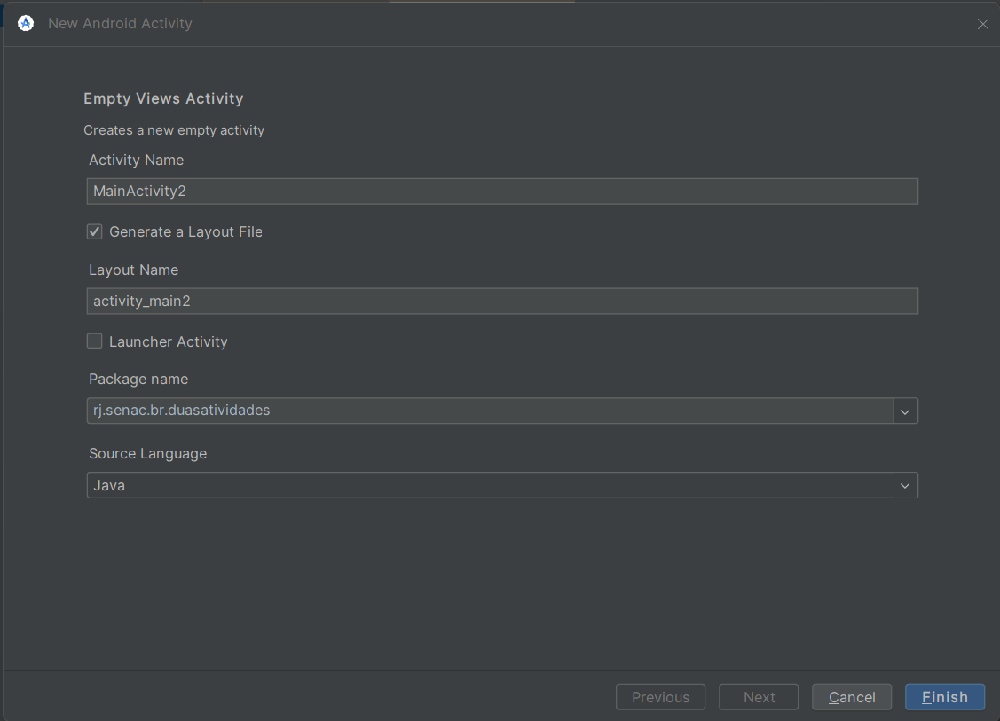 New Android Activity
Empty Views Activity
Creates a new empty activity
Activity Name
MainActivity2
Generate a Layout File
Layout Name
activity_main2
Launcher Activity
Package name
rj.senac.br.duasatividades
Source Language
Java
Previous Next Cancel Finish